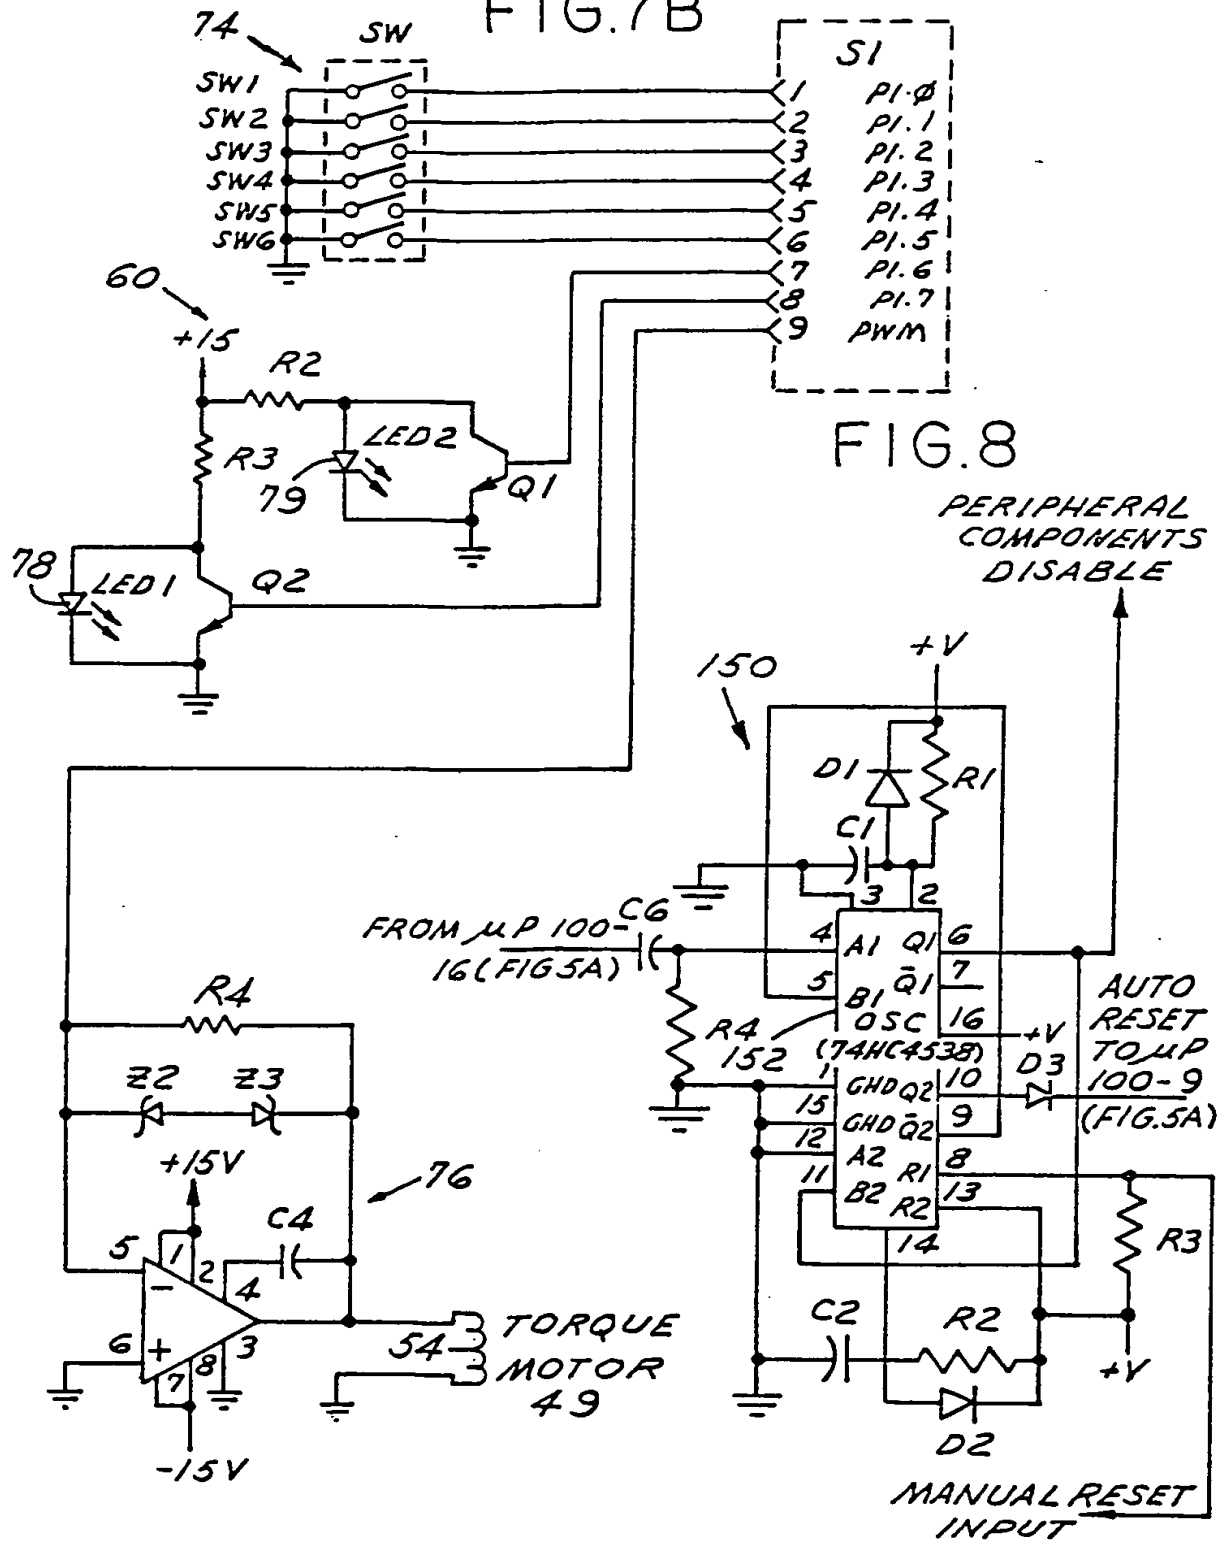 FIG.7B
74
SW
SW1
SW2
SW3
SW4
SW5
SW6
S1
1 P1.Ø
2 P1.1
3 P1.2
4 P1.3
5 P1.4
6 P1.5
7 P1.6
8 P1.7
9 PWM
60
+15
R2
R3
LED2
79
Q1
78
LED1
Q2
FIG.8
PERIPHERAL
COMPONENTS
DISABLE
150
+V
D1
R1
C1
3
2
FROM µP 100-
16 (FIG5A)
C6
4
A1
Q1
6
5
B1
Q̄1
7
R4
152
OSC
16
+V
(74HC4538)
AUTO
RESET
TO µP
100-9
(FIG.5A)
D3
1
GHD
Q2
10
15
GHD
Q̄2
9
12
A2
R1
8
11
B2
R2
13
14
R3
+V
C2
R2
D2
MANUAL RESET
INPUT
R4
Z2
Z3
+15V
76
C4
5
1
2
4
6
−
+
7
8
3
-15V
54
TORQUE
MOTOR
49